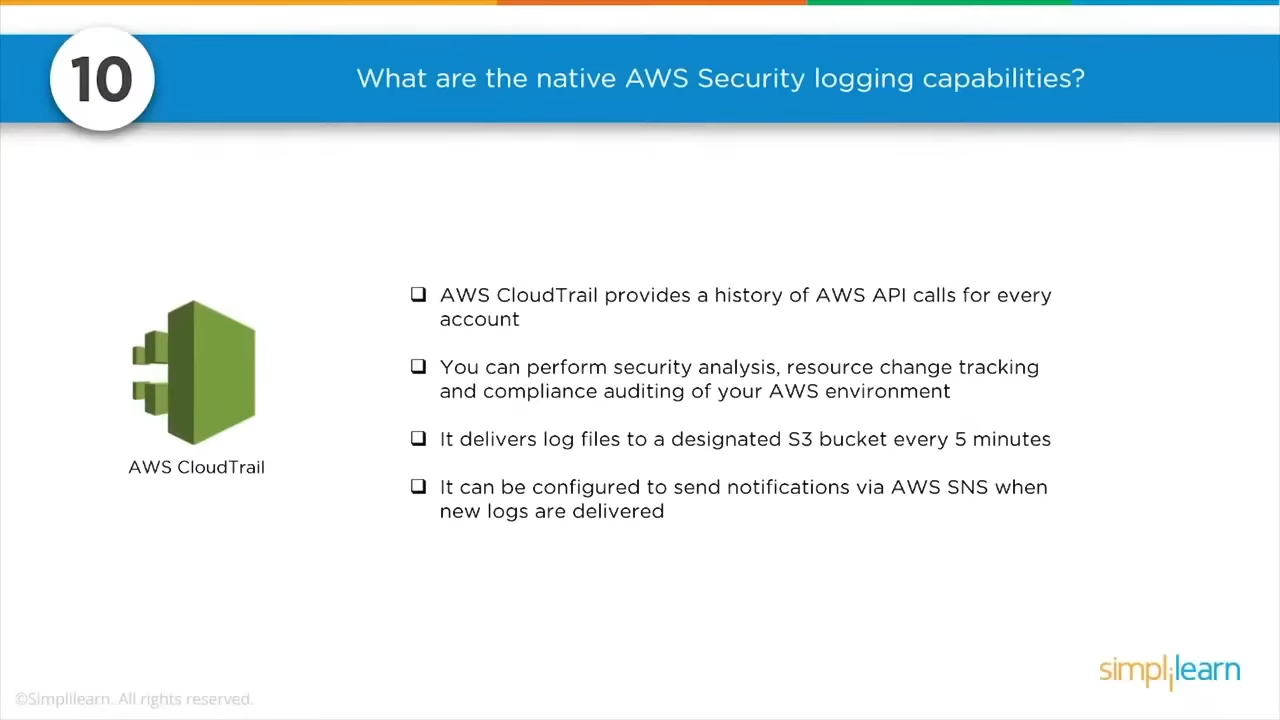 10
What are the native AWS Security logging capabilities?
❑ AWS CloudTrail provides a history of AWS API calls for every
account
❑ You can perform security analysis, resource change tracking
and compliance auditing of your AWS environment
❑ It delivers log files to a designated S3 bucket every 5 minutes
❑ It can be configured to send notifications via AWS SNS when
new logs are delivered
AWS CloudTrail
simplilearn
©Simplilearn. All rights reserved.